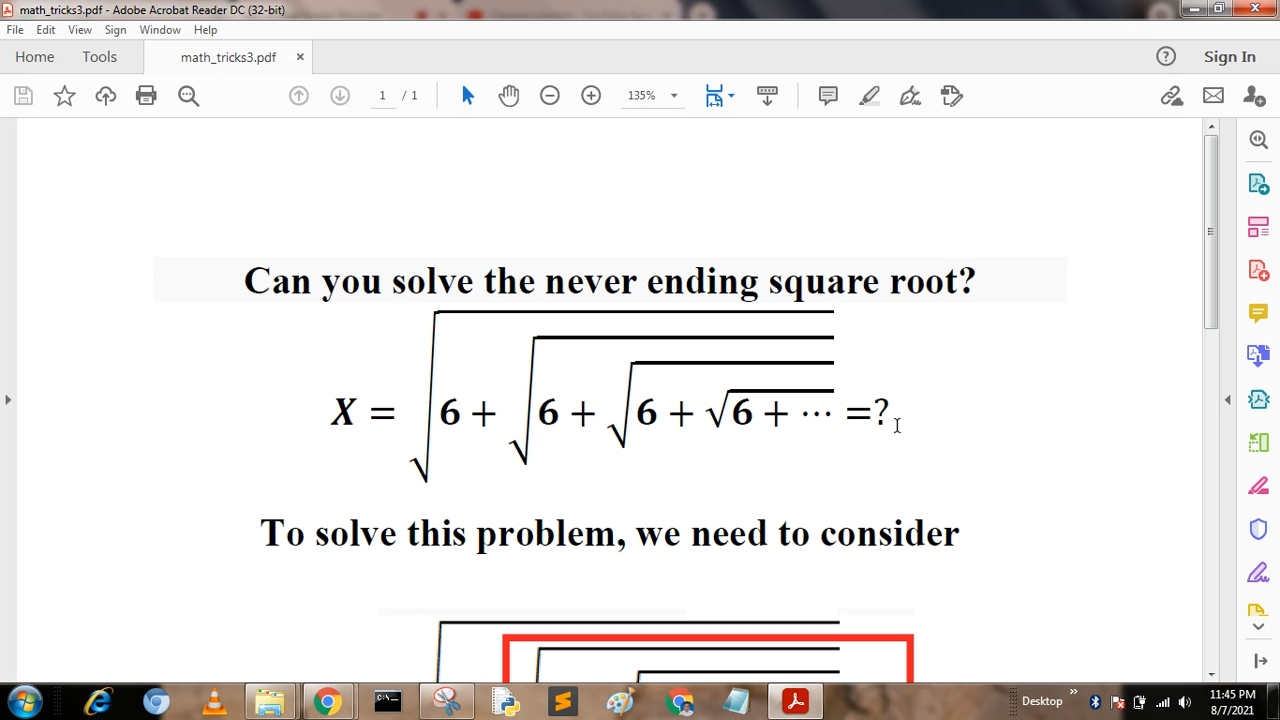 math_tricks3.pdf - Adobe Acrobat Reader DC (32-bit)
File Edit View Sign Window Help
Home Tools math_tricks3.pdf × Sign In
1 / 1 135%
Can you solve the never ending square root?
X = √(6 + √(6 + √(6 + √(6 + ⋯ =?
To solve this problem, we need to consider
Desktop
11:45 PM
8/7/2021